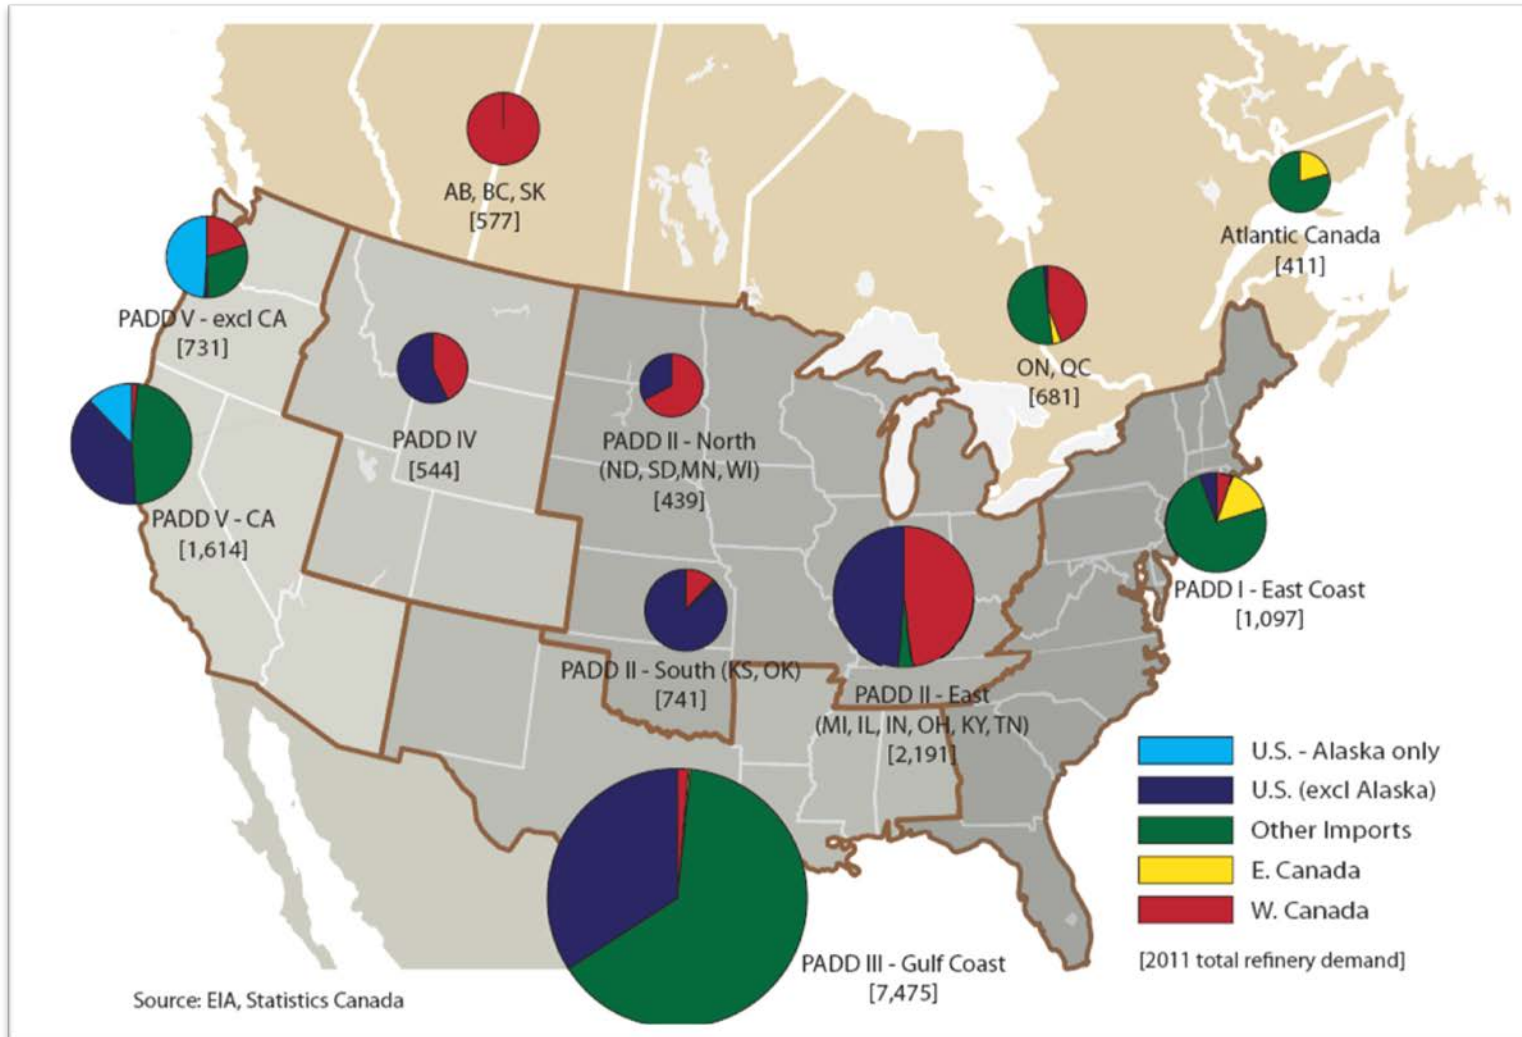 AB, BC, SK
[577]
Atlantic Canada
[411]
PADD V - excl CA
[731]
ON, QC
[681]
PADD IV
[544]
PADD II - North
(ND, SD,MN, WI)
[439]
PADD V - CA
[1,614]
PADD I - East Coast
[1,097]
PADD II - South (KS, OK)
[741]
PADD II - East
(MI, IL, IN, OH, KY, TN)
[2,191]
U.S. - Alaska only
U.S. (excl Alaska)
Other Imports
E. Canada
W. Canada
[2011 total refinery demand]
PADD III - Gulf Coast
[7,475]
Source: EIA, Statistics Canada